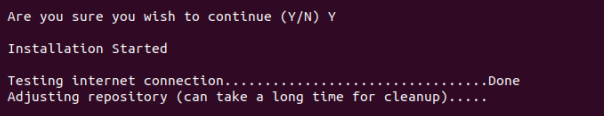 Are you sure you wish to continue (Y/N) Y
Installation Started
Testing internet connection.................................Done
Adjusting repository (can take a long time for cleanup).....